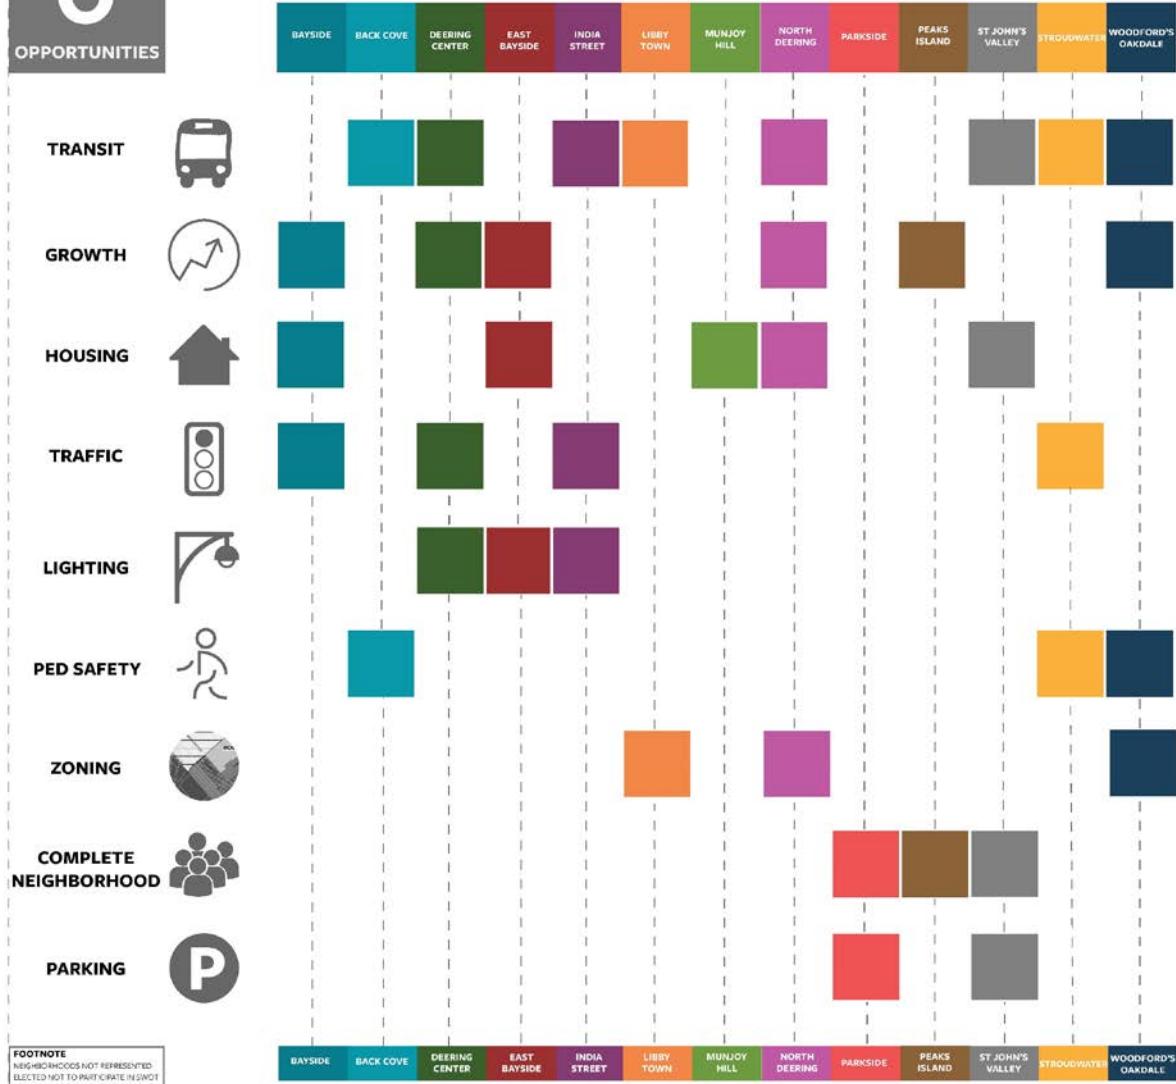 OPPORTUNITIES
BAYSIDE
BACK COVE
DEERING
CENTER
EAST
BAYSIDE
INDIA
STREET
LIBBY
TOWN
MUNJOY
HILL
NORTH
DEERING
PARKSIDE
PEAKS
ISLAND
ST JOHN'S
VALLEY
STROUDWATER
WOODFORD'S
OAKDALE
TRANSIT
GROWTH
HOUSING
TRAFFIC
LIGHTING
PED SAFETY
ZONING
COMPLETE
NEIGHBORHOOD
PARKING
P
FOOTNOTE
NEIGHBORHOODS NOT REPRESENTED
ELECTED NOT TO PARTICIPATE IN SWOT
BAYSIDE
BACK COVE
DEERING
CENTER
EAST
BAYSIDE
INDIA
STREET
LIBBY
TOWN
MUNJOY
HILL
NORTH
DEERING
PARKSIDE
PEAKS
ISLAND
ST JOHN'S
VALLEY
STROUDWATER
WOODFORD'S
OAKDALE